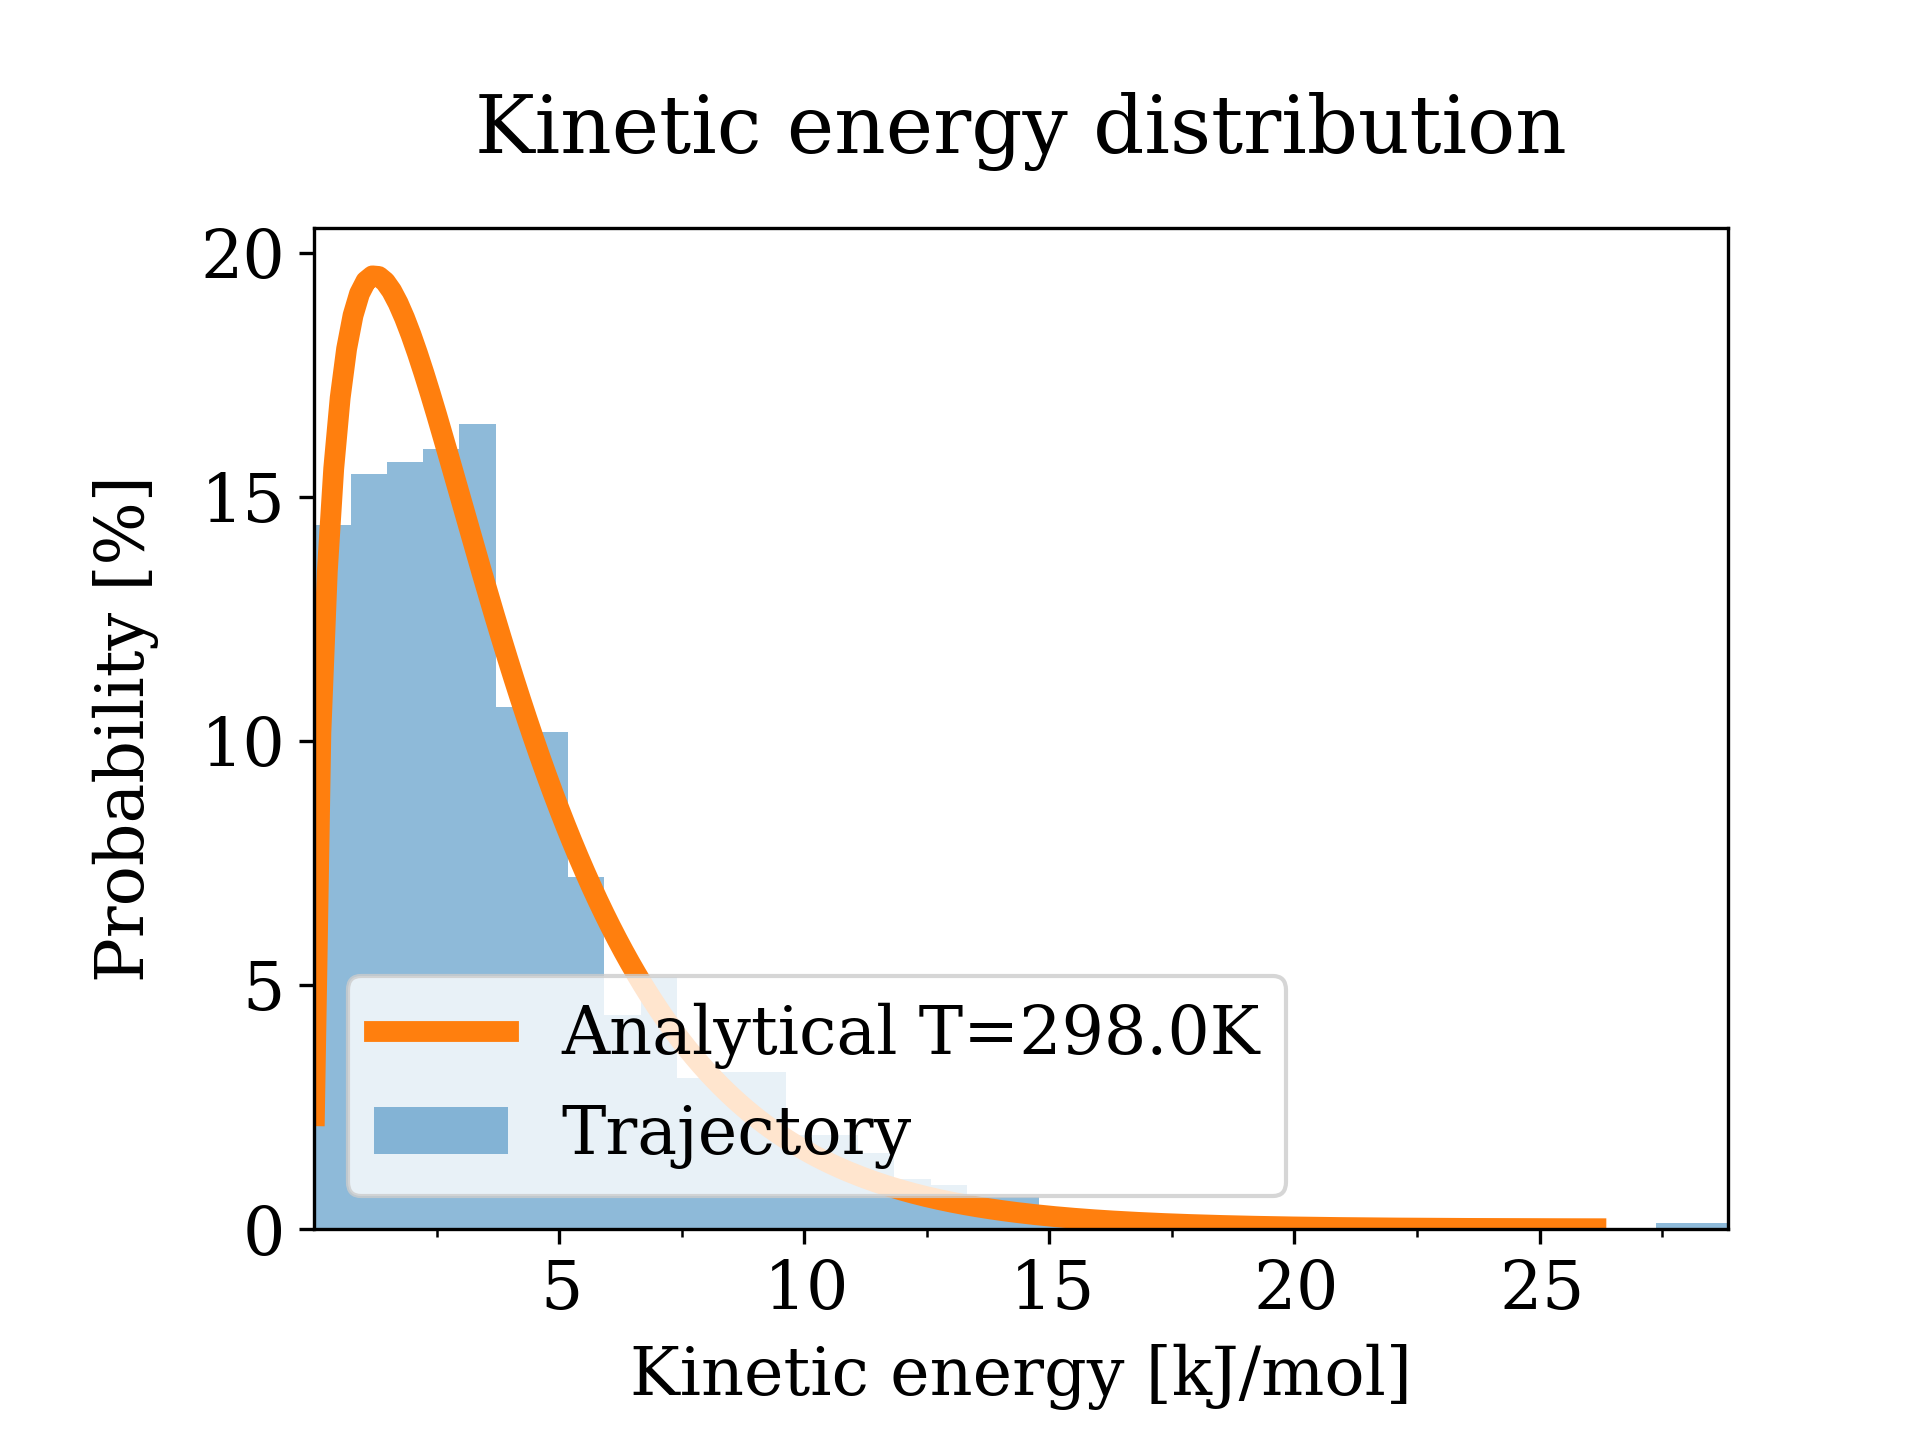 Kinetic energy distribution
20
15
10
5
0
Probability [%]
Analytical T=298.0K
Trajectory
5 10 15 20 25
Kinetic energy [kJ/mol]